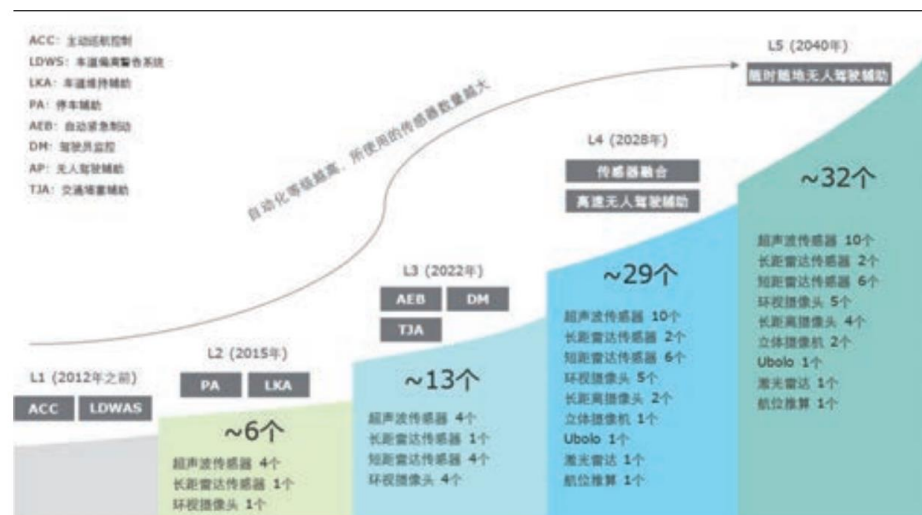 ACC：主动巡航控制
LDWS：车道偏离警告系统
LKA：车道维持辅助
PA：停车辅助
AEB：自动紧急制动
DM：驾驶员监控
AP：无人驾驶辅助
TJA：交通堵塞辅助
自动化等级越高，所使用的传感器数量越大
L1 (2012年之前)
ACC LDWAS
L2 (2015年)
PA LKA
~6个
超声波传感器 4个
长距雷达传感器 1个
环视摄像头 1个
L3 (2022年)
AEB DM
TJA
~13个
超声波传感器 4个
长距雷达传感器 1个
短距雷达传感器 4个
环视摄像头 4个
L4 (2028年)
传感器融合
高速无人驾驶辅助
~29个
超声波传感器 10个
长距雷达传感器 2个
短距雷达传感器 6个
环视摄像头 5个
长距离摄像头 2个
立体摄像机 1个
Ubolo 1个
激光雷达 1个
航位推算 1个
L5 (2040年)
随时随地无人驾驶辅助
~32个
超声波传感器 10个
长距雷达传感器 2个
短距雷达传感器 6个
环视摄像头 5个
长距离摄像头 4个
立体摄像机 2个
Ubolo 1个
激光雷达 1个
航位推算 1个